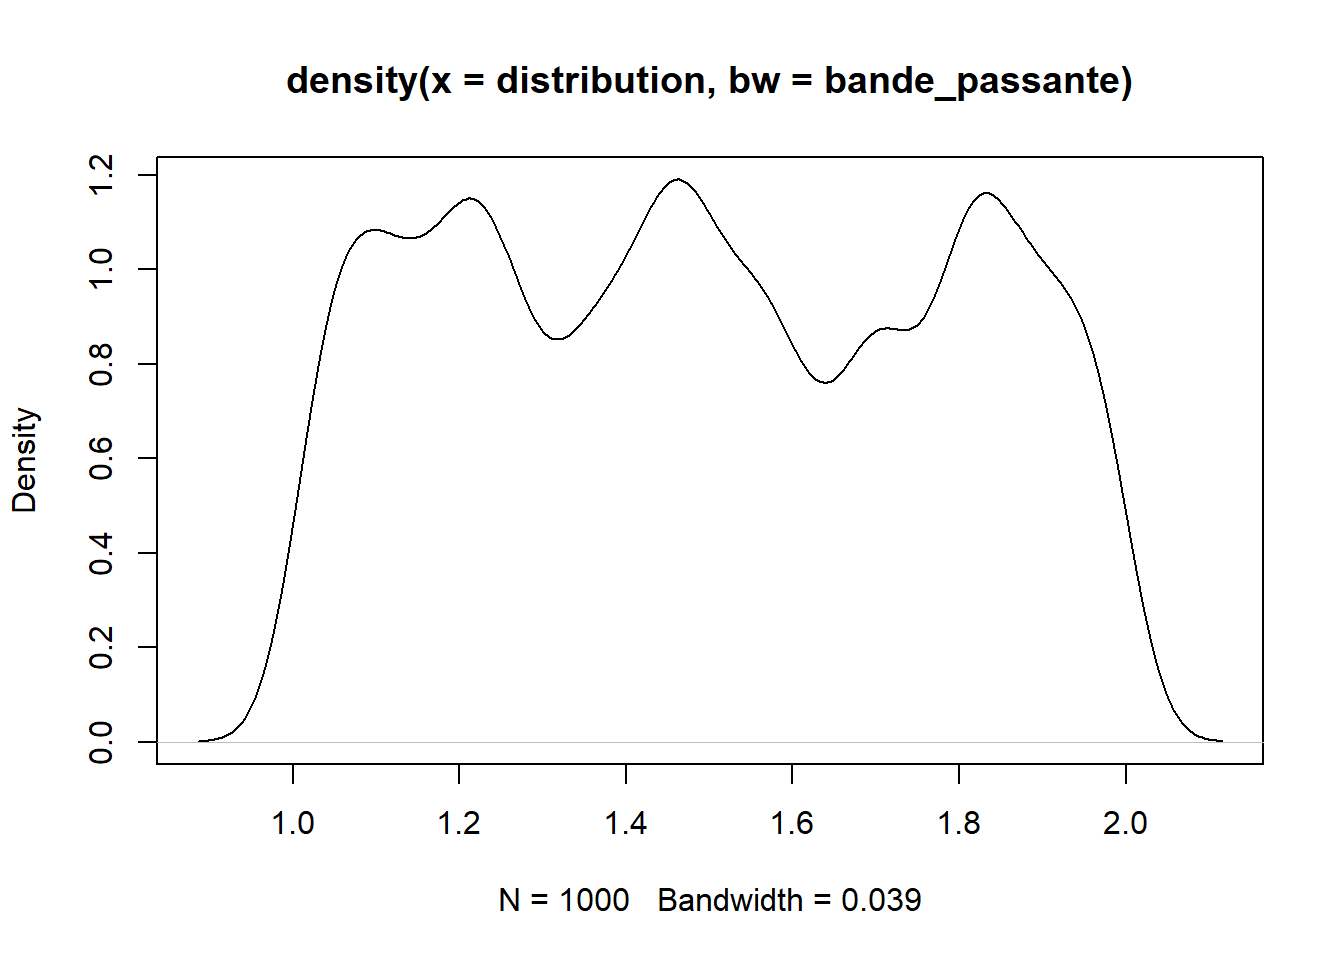 density(x = distribution, bw = bande_passante)
1.2
1.0
0.8
0.6
0.4
0.2
0.0
Density
1.0 1.2 1.4 1.6 1.8 2.0
N = 1000 Bandwidth = 0.039